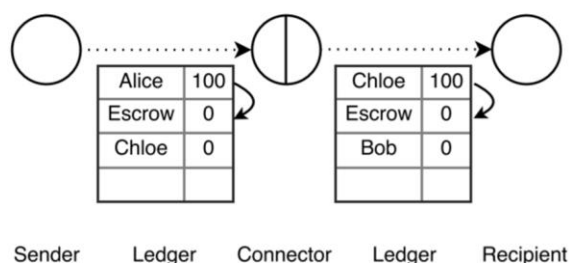 Alice 100 Chloe 100
Escrow 0 Escrow 0
Chloe 0 Bob 0
Sender Ledger Connector Ledger Recipient